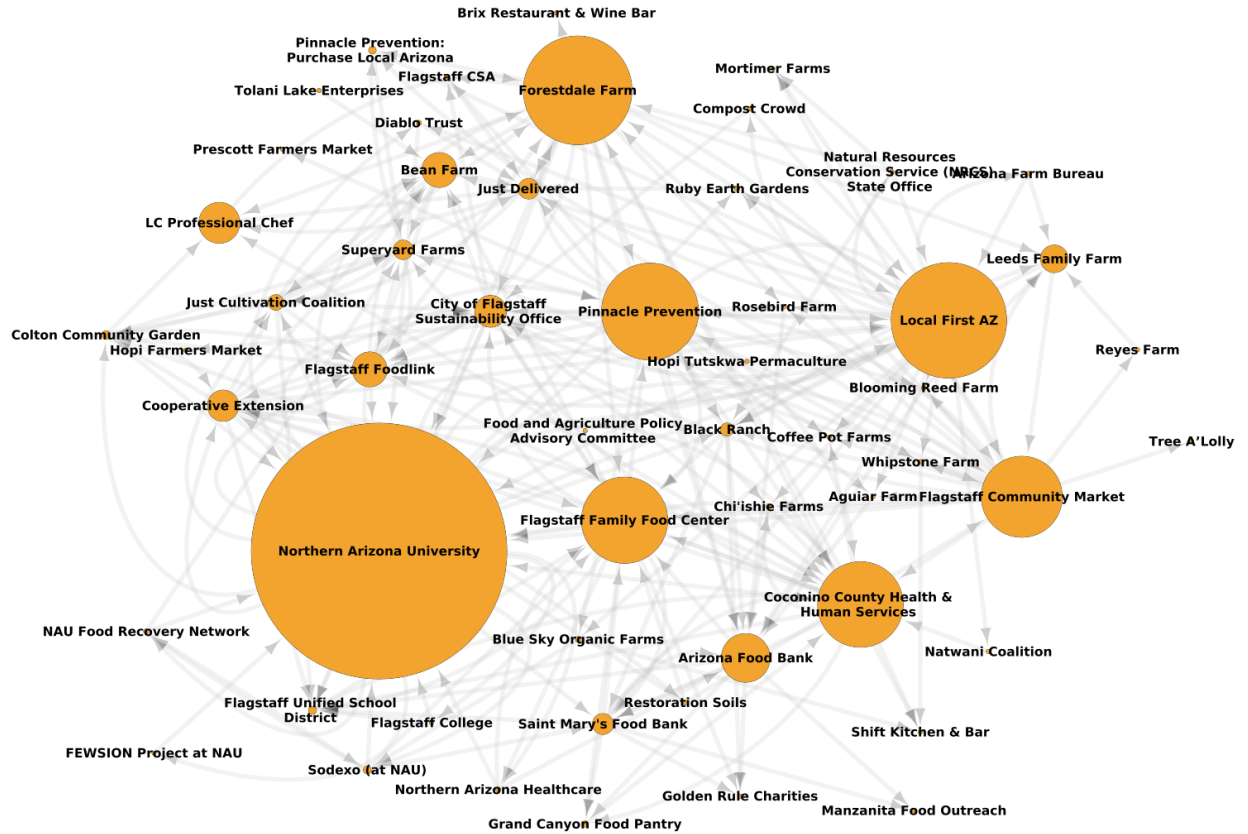 Brix Restaurant & Wine Bar
Pinnacle Prevention:
Purchase Local Arizona
Flagstaff CSA
Mortimer Farms
Tolani Lake Enterprises
Forestdale Farm
Compost Crowd
Diablo Trust
Prescott Farmers Market
Natural Resources
Conservation Service (NRCS)
State Office
Arizona Farm Bureau
Bean Farm
Just Delivered
Ruby Earth Gardens
LC Professional Chef
Superyard Farms
Leeds Family Farm
Just Cultivation Coalition
City of Flagstaff
Sustainability Office
Pinnacle Prevention
Rosebird Farm
Local First AZ
Colton Community Garden
Hopi Farmers Market
Reyes Farm
Flagstaff Foodlink
Hopi Tutskwa Permaculture
Blooming Reed Farm
Cooperative Extension
Food and Agriculture Policy
Advisory Committee
Black Ranch
Coffee Pot Farms
Tree A’Lolly
Whipstone Farm
Aguiar Farm
Flagstaff Community Market
Chi'ishie Farms
Flagstaff Family Food Center
Northern Arizona University
Coconino County Health &
Human Services
NAU Food Recovery Network
Blue Sky Organic Farms
Arizona Food Bank
Natwani Coalition
Flagstaff Unified School
District
Flagstaff College
Restoration Soils
Saint Mary's Food Bank
Shift Kitchen & Bar
FEWSION Project at NAU
Sodexo (at NAU)
Northern Arizona Healthcare
Golden Rule Charities
Manzanita Food Outreach
Grand Canyon Food Pantry